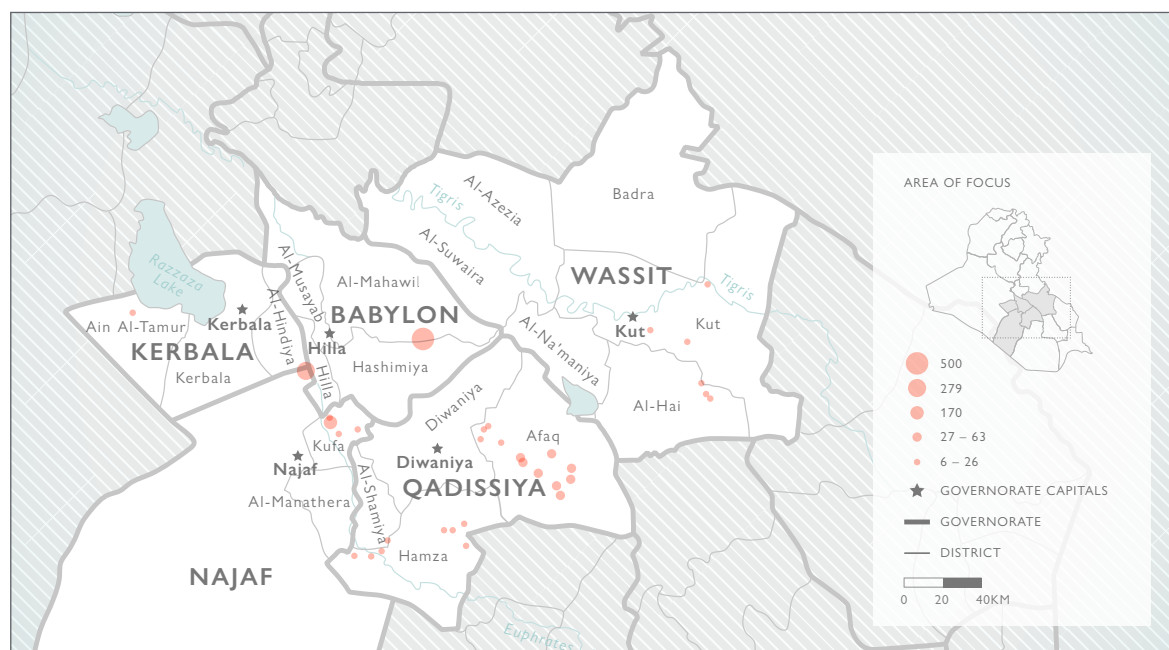 Badra
Al-Azezia
Tigris
Al-Suwaira
WASSIT
Tigris
Razzaza
Lake
Al-Musayab
Al-Mahawil
BABYLON
Al-Hindiya
Kerbala
Ain Al-Tamur
KERBALA
Kerbala
Hilla
Hilla
Hashimiya
Al-Na'maniya
Kut
Kut
Al-Hai
Diwaniya
Afaq
Kufa
Najaf
Diwaniya
QADISSIYA
Al-Manathera
Al-Shamiya
Hamza
NAJAF
Euphrates
AREA OF FOCUS
500
279
170
27 – 63
6 – 26
GOVERNORATE CAPITALS
GOVERNORATE
DISTRICT
0 20 40KM